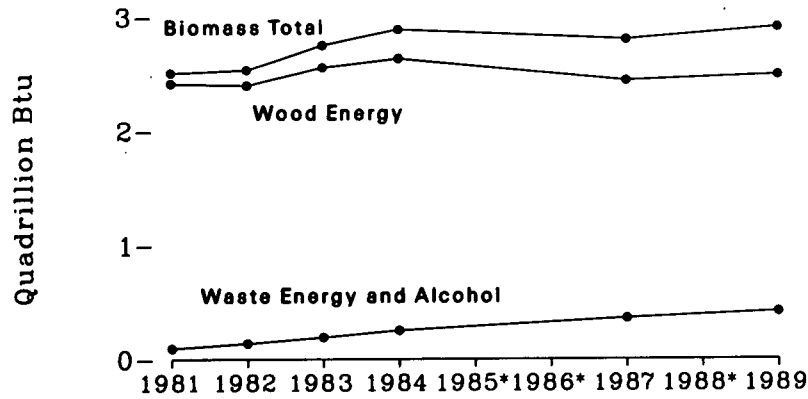 3
Biomass Total
Wood Energy
2
1
Waste Energy and Alcohol
0
Quadrillion Btu
1981 1982 1983 1984 1985* 1986* 1987 1988* 1989